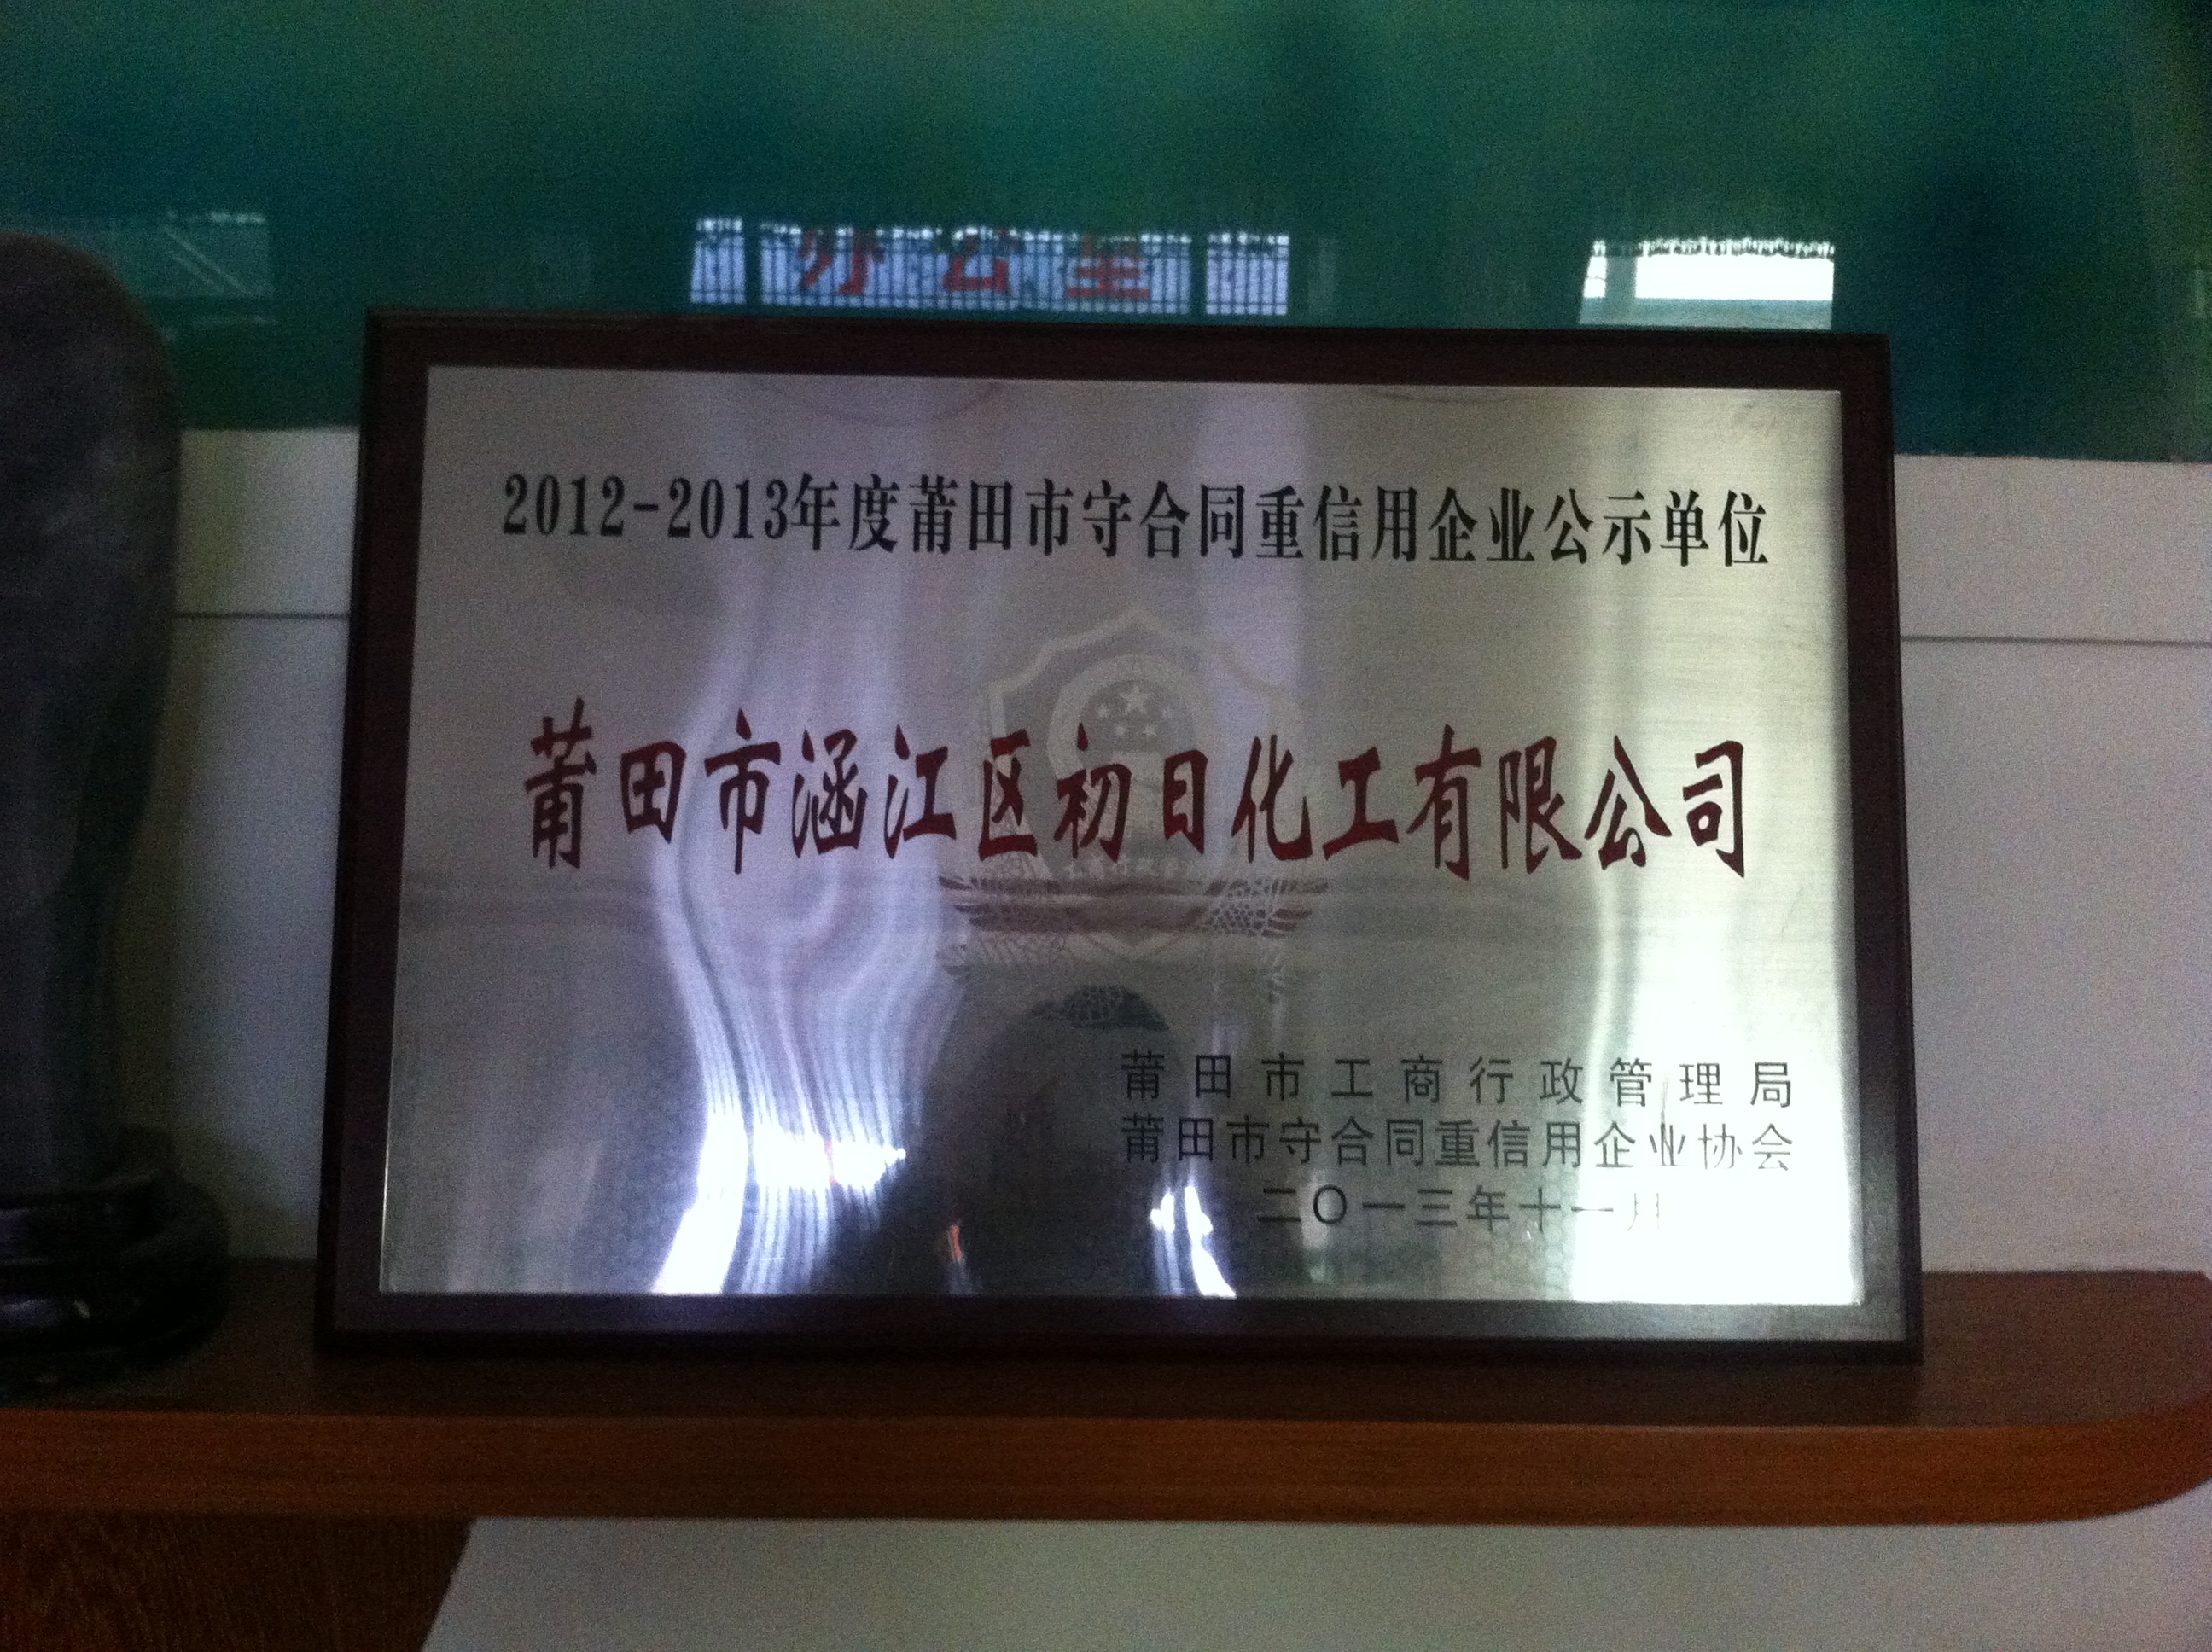 办公室
2012-2013年度莆田市守合同重信用企业公示单位
莆田市涵江区初日化工有限公司
莆田市工商行政管理局
莆田市守合同重信用企业协会
二〇一三年十一月